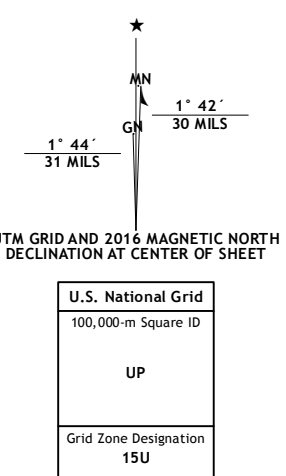 ★
MN
1° 42´
30 MILS
GN
1° 44´
31 MILS
UTM GRID AND 2016 MAGNETIC NORTH
DECLINATION AT CENTER OF SHEET
U.S. National Grid
100,000-m Square ID
UP
Grid Zone Designation
15U